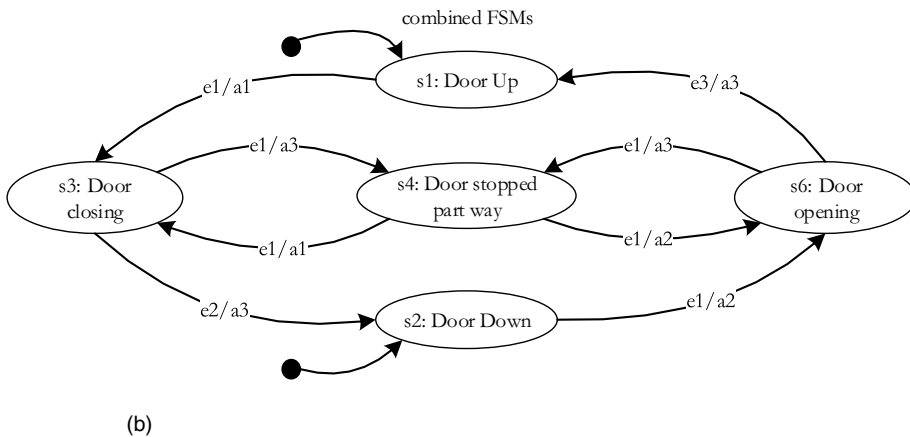 combined FSMs
s1: Door Up
e1/a1
e3/a3
e1/a3
e1/a3
s3: Door
closing
s4: Door stopped
part way
s6: Door
opening
e1/a1
e1/a2
e2/a3
s2: Door Down
e1/a2
(b)